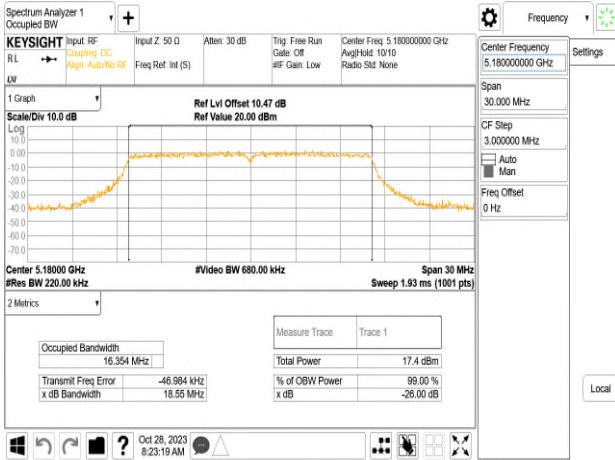 Spectrum Analyzer 1
Occupied BW
Frequency
KEYSIGHT
RL
Input: RF
Coupling: DC
Align: Auto/No RF
Input Z: 50 Ω
Freq Ref: Int (S)
Atten: 30 dB
Trig: Free Run
Gate: Off
#IF Gain: Low
Center Freq: 5.180000000 GHz
Avg|Hold: 10/10
Radio Std: None
1 Graph
Scale/Div 10.0 dB
Ref Lvl Offset 10.47 dB
Ref Value 20.00 dBm
Log
10.0
0.00
-10.0
-20.0
-30.0
-40.0
-50.0
-60.0
-70.0
Center 5.18000 GHz
#Res BW 220.00 kHz
#Video BW 680.00 kHz
Span 30 MHz
Sweep 1.93 ms (1001 pts)
2 Metrics
Measure Trace
Trace 1
Occupied Bandwidth
16.354 MHz
Total Power
17.4 dBm
Transmit Freq Error
-46.984 kHz
% of OBW Power
99.00 %
x dB Bandwidth
18.55 MHz
x dB
-26.00 dB
Oct 28, 2023
8:23:19 AM
Center Frequency
5.180000000 GHz
Span
30.000 MHz
CF Step
3.000000 MHz
Auto
Man
Freq Offset
0 Hz
Settings
Local